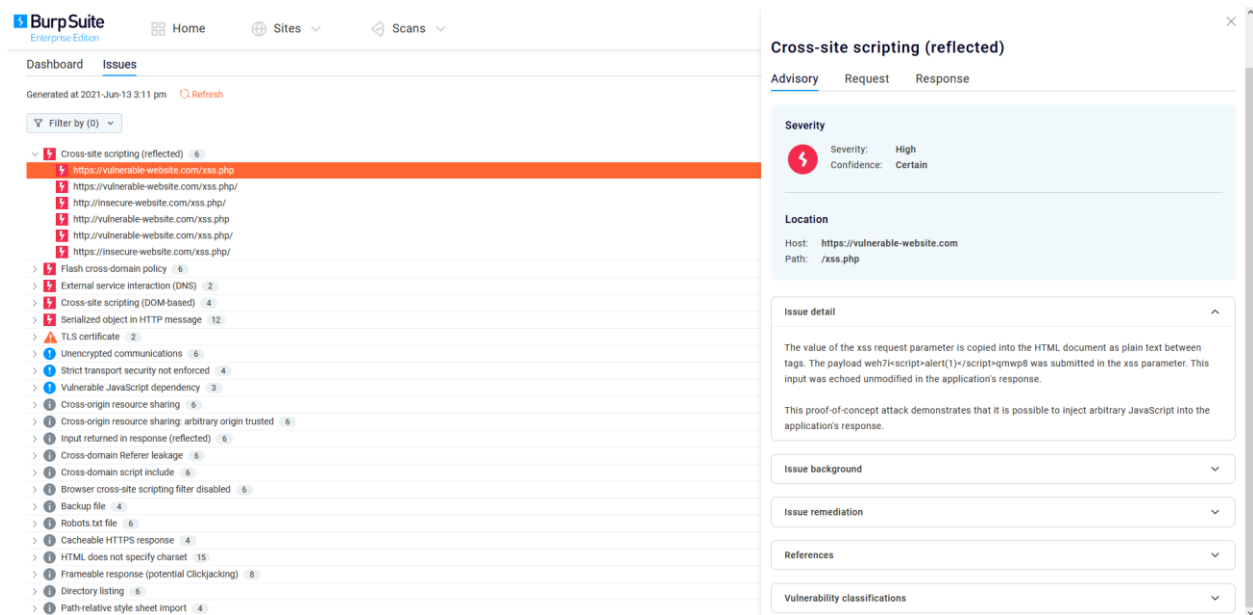 Burp Suite
Enterprise Edition
Home
Sites
Scans
Dashboard Issues
Generated at 2021-Jun-13 3:11 pm Refresh
Filter by (0)
Cross-site scripting (reflected) 6
https://vulnerable-website.com/xss.php
https://vulnerable-website.com/xss.php/
http://insecure-website.com/xss.php/
http://vulnerable-website.com/xss.php
http://vulnerable-website.com/xss.php/
https://insecure-website.com/xss.php/
Flash cross-domain policy 6
External service interaction (DNS) 2
Cross-site scripting (DOM-based) 4
Serialized object in HTTP message 12
TLS certificate 2
Unencrypted communications 6
Strict transport security not enforced 4
Vulnerable JavaScript dependency 3
Cross-origin resource sharing 6
Cross-origin resource sharing: arbitrary origin trusted 6
Input returned in response (reflected) 6
Cross-domain Referer leakage 6
Cross-domain script include 6
Browser cross-site scripting filter disabled 6
Backup file 4
Robots.txt file 6
Cacheable HTTPS response 4
HTML does not specify charset 15
Frameable response (potential Clickjacking) 8
Directory listing 6
Path-relative style sheet import 4
Cross-site scripting (reflected)
Advisory Request Response
Severity
Severity: High
Confidence: Certain
Location
Host: https://vulnerable-website.com
Path: /xss.php
Issue detail
The value of the xss request parameter is copied into the HTML document as plain text between
tags. The payload weh7i<script>alert(1)</script>qmwp8 was submitted in the xss parameter. This
input was echoed unmodified in the application's response.
This proof-of-concept attack demonstrates that it is possible to inject arbitrary JavaScript into the
application's response.
Issue background
Issue remediation
References
Vulnerability classifications